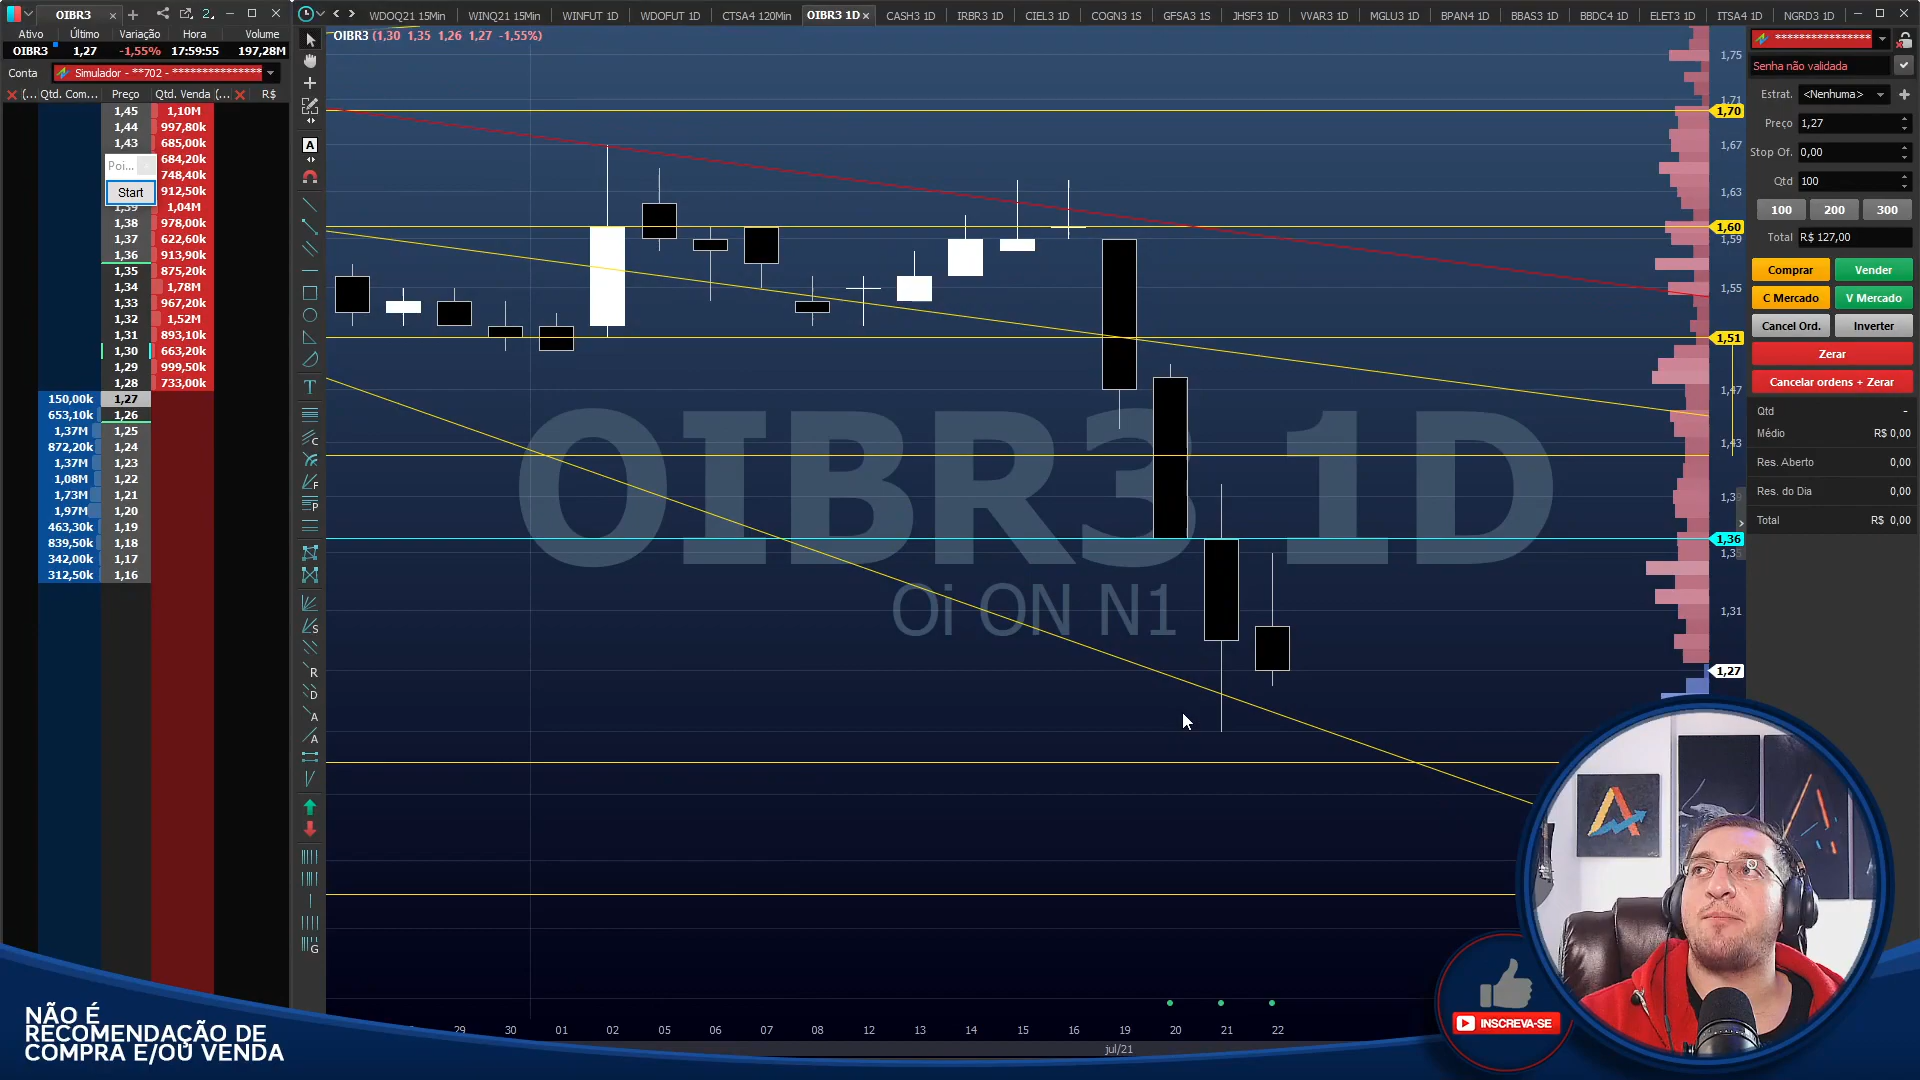 OIBR3
Ativo Último Variação Hora Volume
OIBR3 1,27 -1,55% 17:59:55 197,28M
Conta Simulador - **702 - ****************
(... Qtd. Com... Preço Qtd. Venda (... R$
1,45 1,10M
1,44 997,80k
1,43 685,00k
684,20k
Poi...
748,40k
Start
912,50k
1,39 1,04M
1,38 978,00k
1,37 622,60k
1,36 913,90k
1,35 875,20k
1,34 1,78M
1,33 967,20k
1,32 1,52M
1,31 893,10k
1,30 663,20k
1,29 999,50k
1,28 733,00k
150,00k 1,27
653,10k 1,26
1,37M 1,25
872,20k 1,24
1,37M 1,23
1,08M 1,22
1,73M 1,21
1,97M 1,20
463,30k 1,19
839,50k 1,18
342,00k 1,17
312,50k 1,16
WDOQ21 15Min WINQ21 15Min WINFUT 1D WDOFUT 1D CTSA4 120Min OIBR3 1D CASH3 1D IRBR3 1D CIEL3 1D COGN3 1S GFSA3 1S JHSF3 1D VVAR3 1D MGLU3 1D BPAN4 1D BBAS3 1D BBDC4 1D ELET3 1D ITSA4 1D NGRD3 1D
OIBR3 (1,30 1,35 1,26 1,27 -1,55%)
OIBR3 1D
Oi ON N1
1,75
1,71
1,70
1,67
1,63
1,60
1,59
1,55
1,51
1,47
1,43
1,39
1,36
1,35
1,31
1,27
29 30 01 02 05 06 07 08 12 13 14 15 16 19 20 21 22
jul/21
****************
Senha não validada
Estrat. <Nenhuma>
Preço 1,27
Stop Of. 0,00
Qtd 100
100 200 300
Total R$ 127,00
Comprar Vender
C Mercado V Mercado
Cancel Ord. Inverter
Zerar
Cancelar ordens + Zerar
Qtd -
Médio R$ 0,00
Res. Aberto 0,00
Res. do Dia 0,00
Total R$ 0,00
INSCREVA-SE
NÃO É
RECOMENDAÇÃO DE
COMPRA E/OU VENDA